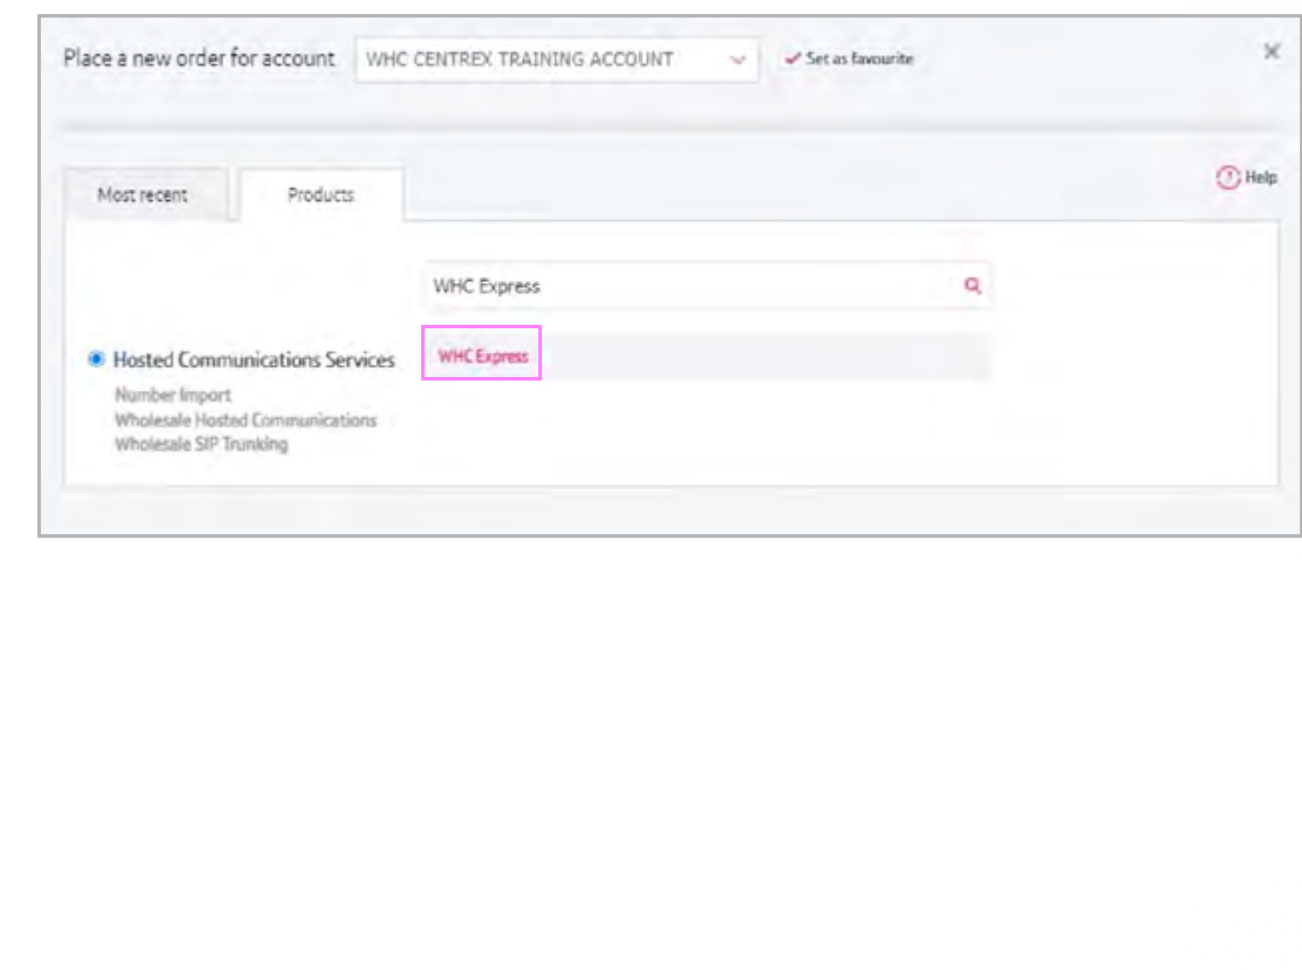 Place a new order for account WHC CENTREX TRAINING ACCOUNT Set as favourite
Help
Most recent Products
WHC Express
WHC Express
Hosted Communications Services
Number Import
Wholesale Hosted Communications
Wholesale SIP Trunking